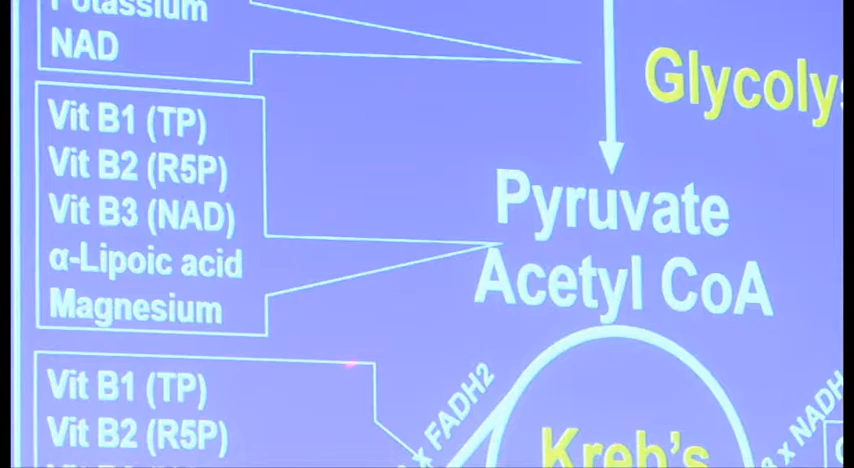 Potassium
NAD
Glycolys
Vit B1 (TP)
Vit B2 (R5P)
Vit B3 (NAD)
α-Lipoic acid
Magnesium
Pyruvate
Acetyl CoA
Vit B1 (TP)
Vit B2 (R5P)
x FADH2
Kreb's
x NADH